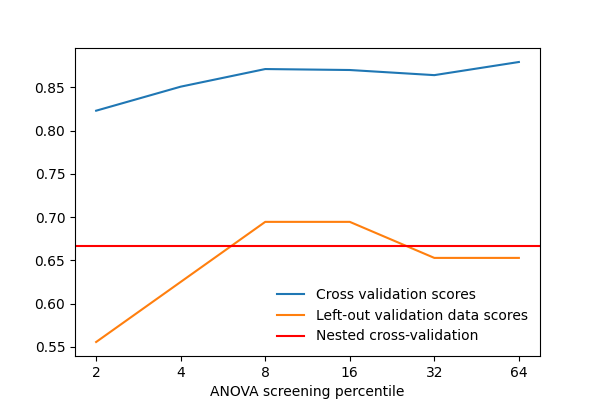 0.85
0.80
0.75
0.70
0.65
0.60
0.55
Cross validation scores
Left-out validation data scores
Nested cross-validation
2 4 8 16 32 64
ANOVA screening percentile